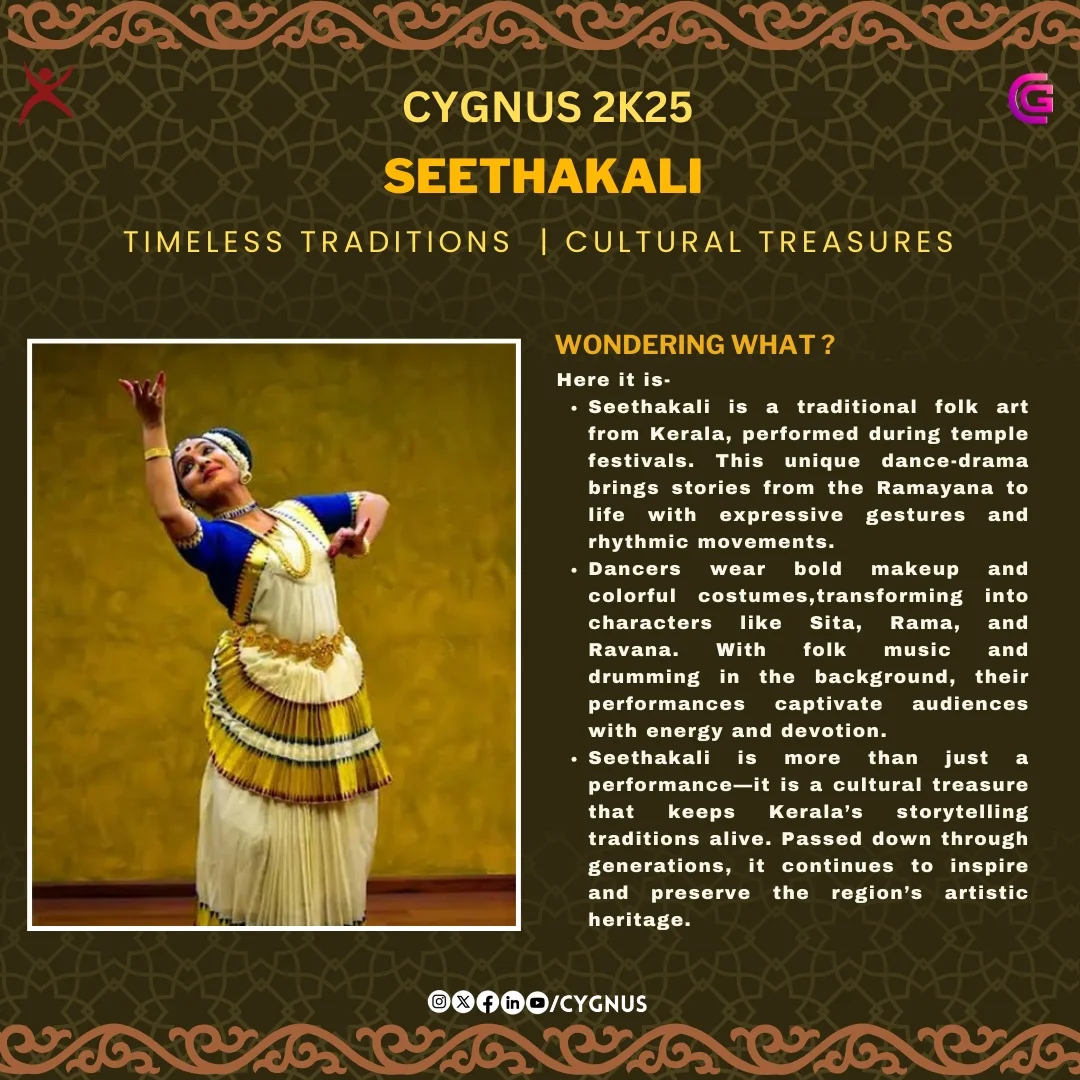 CYGNUS 2K25
SEETHAKALI
TIMELESS TRADITIONS | CULTURAL TREASURES
WONDERING WHAT ?
Here it is-
• Seethakali is a traditional folk art
from Kerala, performed during temple
festivals. This unique dance-drama
brings stories from the Ramayana to
life with expressive gestures and
rhythmic movements.
• Dancers wear bold makeup and
colorful costumes,transforming into
characters like Sita, Rama, and
Ravana. With folk music and
drumming in the background, their
performances captivate audiences
with energy and devotion.
• Seethakali is more than just a
performance—it is a cultural treasure
that keeps Kerala’s storytelling
traditions alive. Passed down through
generations, it continues to inspire
and preserve the region’s artistic
heritage.
/CYGNUS